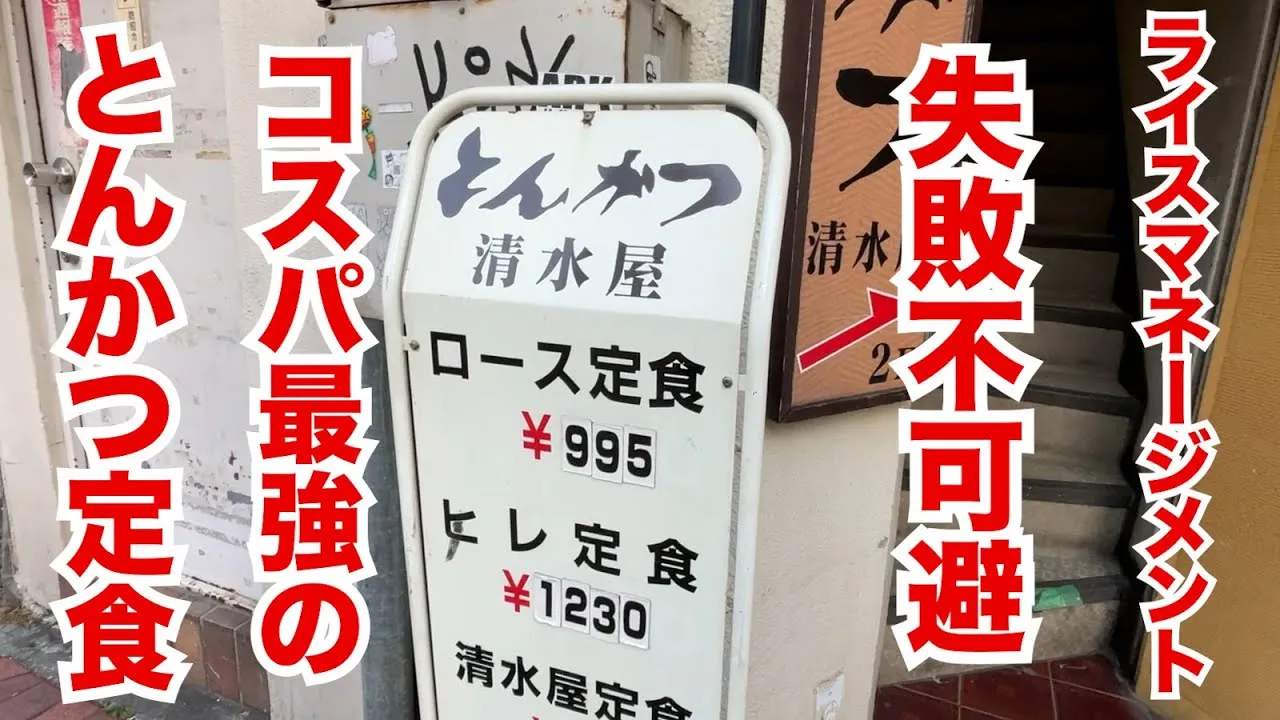 ライスマネージメント
失敗不可避
コスパ最強の
とんかつ定食
とんかつ
清水屋
ロース定食
¥995
ヒレ定食
¥1230
清水屋定食
清水